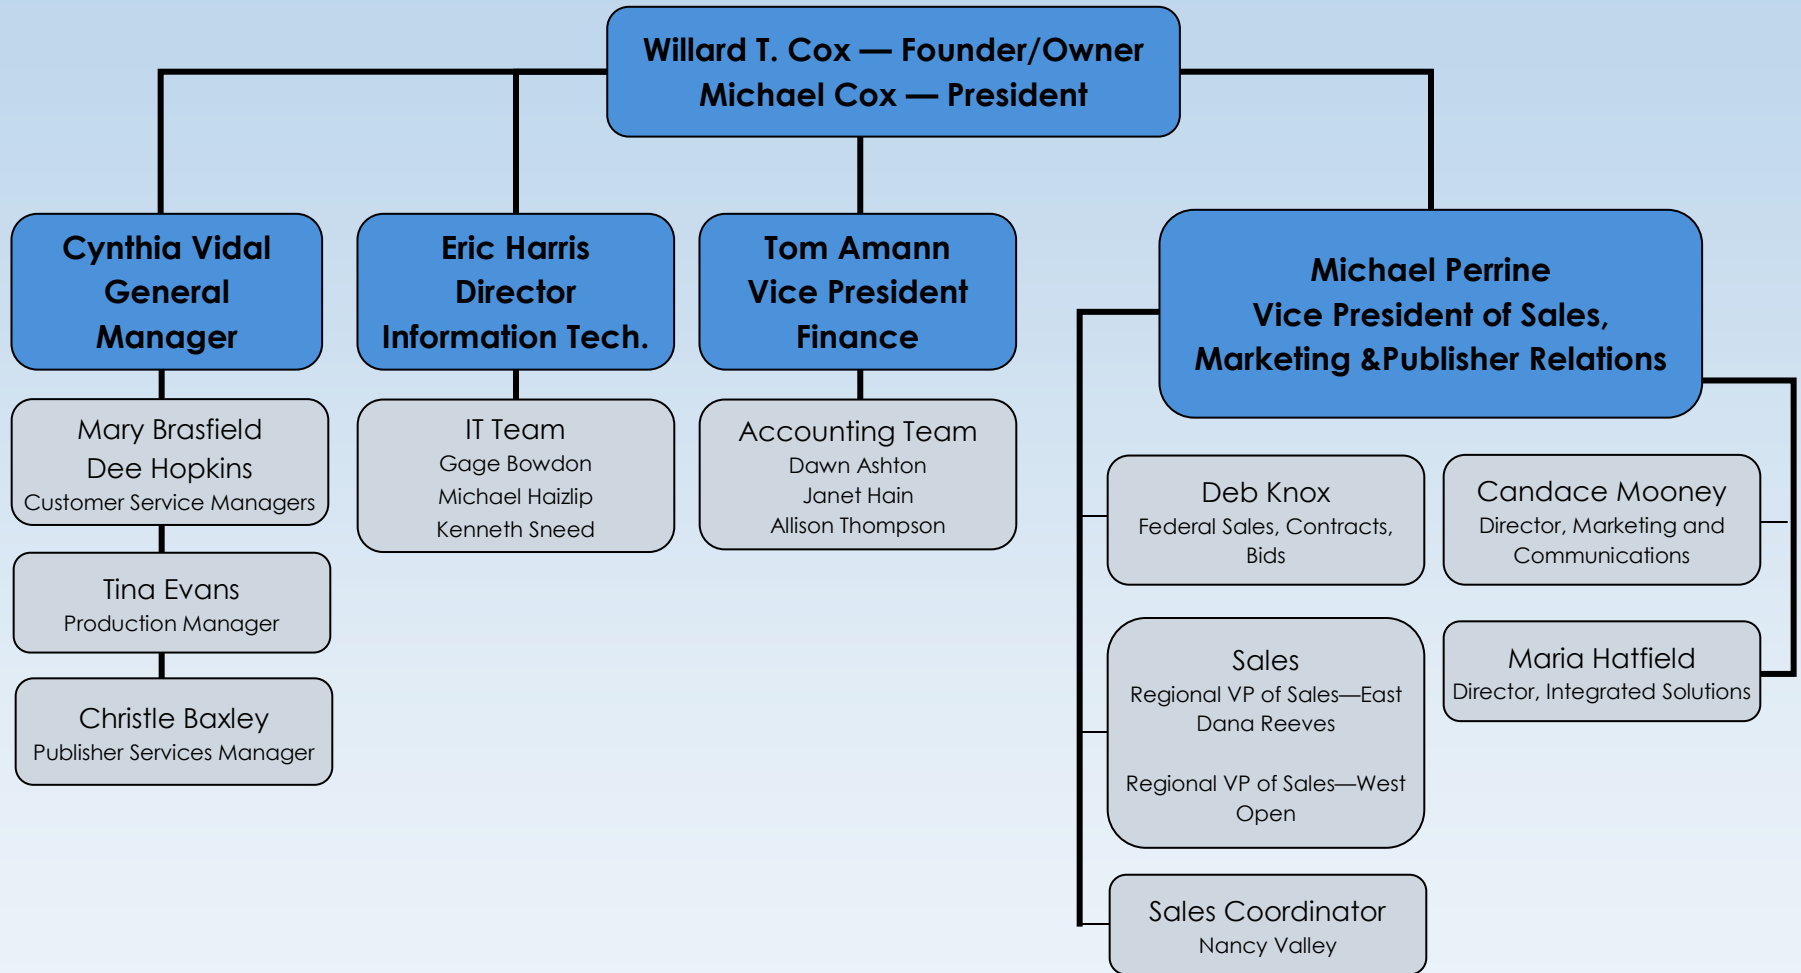 Willard T. Cox — Founder/Owner
Michael Cox — President
Cynthia Vidal
General
Manager
Eric Harris
Director
Information Tech.
Tom Amann
Vice President
Finance
Michael Perrine
Vice President of Sales,
Marketing &Publisher Relations
Mary Brasfield
Dee Hopkins
Customer Service Managers
Tina Evans
Production Manager
Christle Baxley
Publisher Services Manager
IT Team
Gage Bowdon
Michael Haizlip
Kenneth Sneed
Accounting Team
Dawn Ashton
Janet Hain
Allison Thompson
Deb Knox
Federal Sales, Contracts,
Bids
Sales
Regional VP of Sales—East
Dana Reeves
Regional VP of Sales—West
Open
Sales Coordinator
Nancy Valley
Candace Mooney
Director, Marketing and
Communications
Maria Hatfield
Director, Integrated Solutions